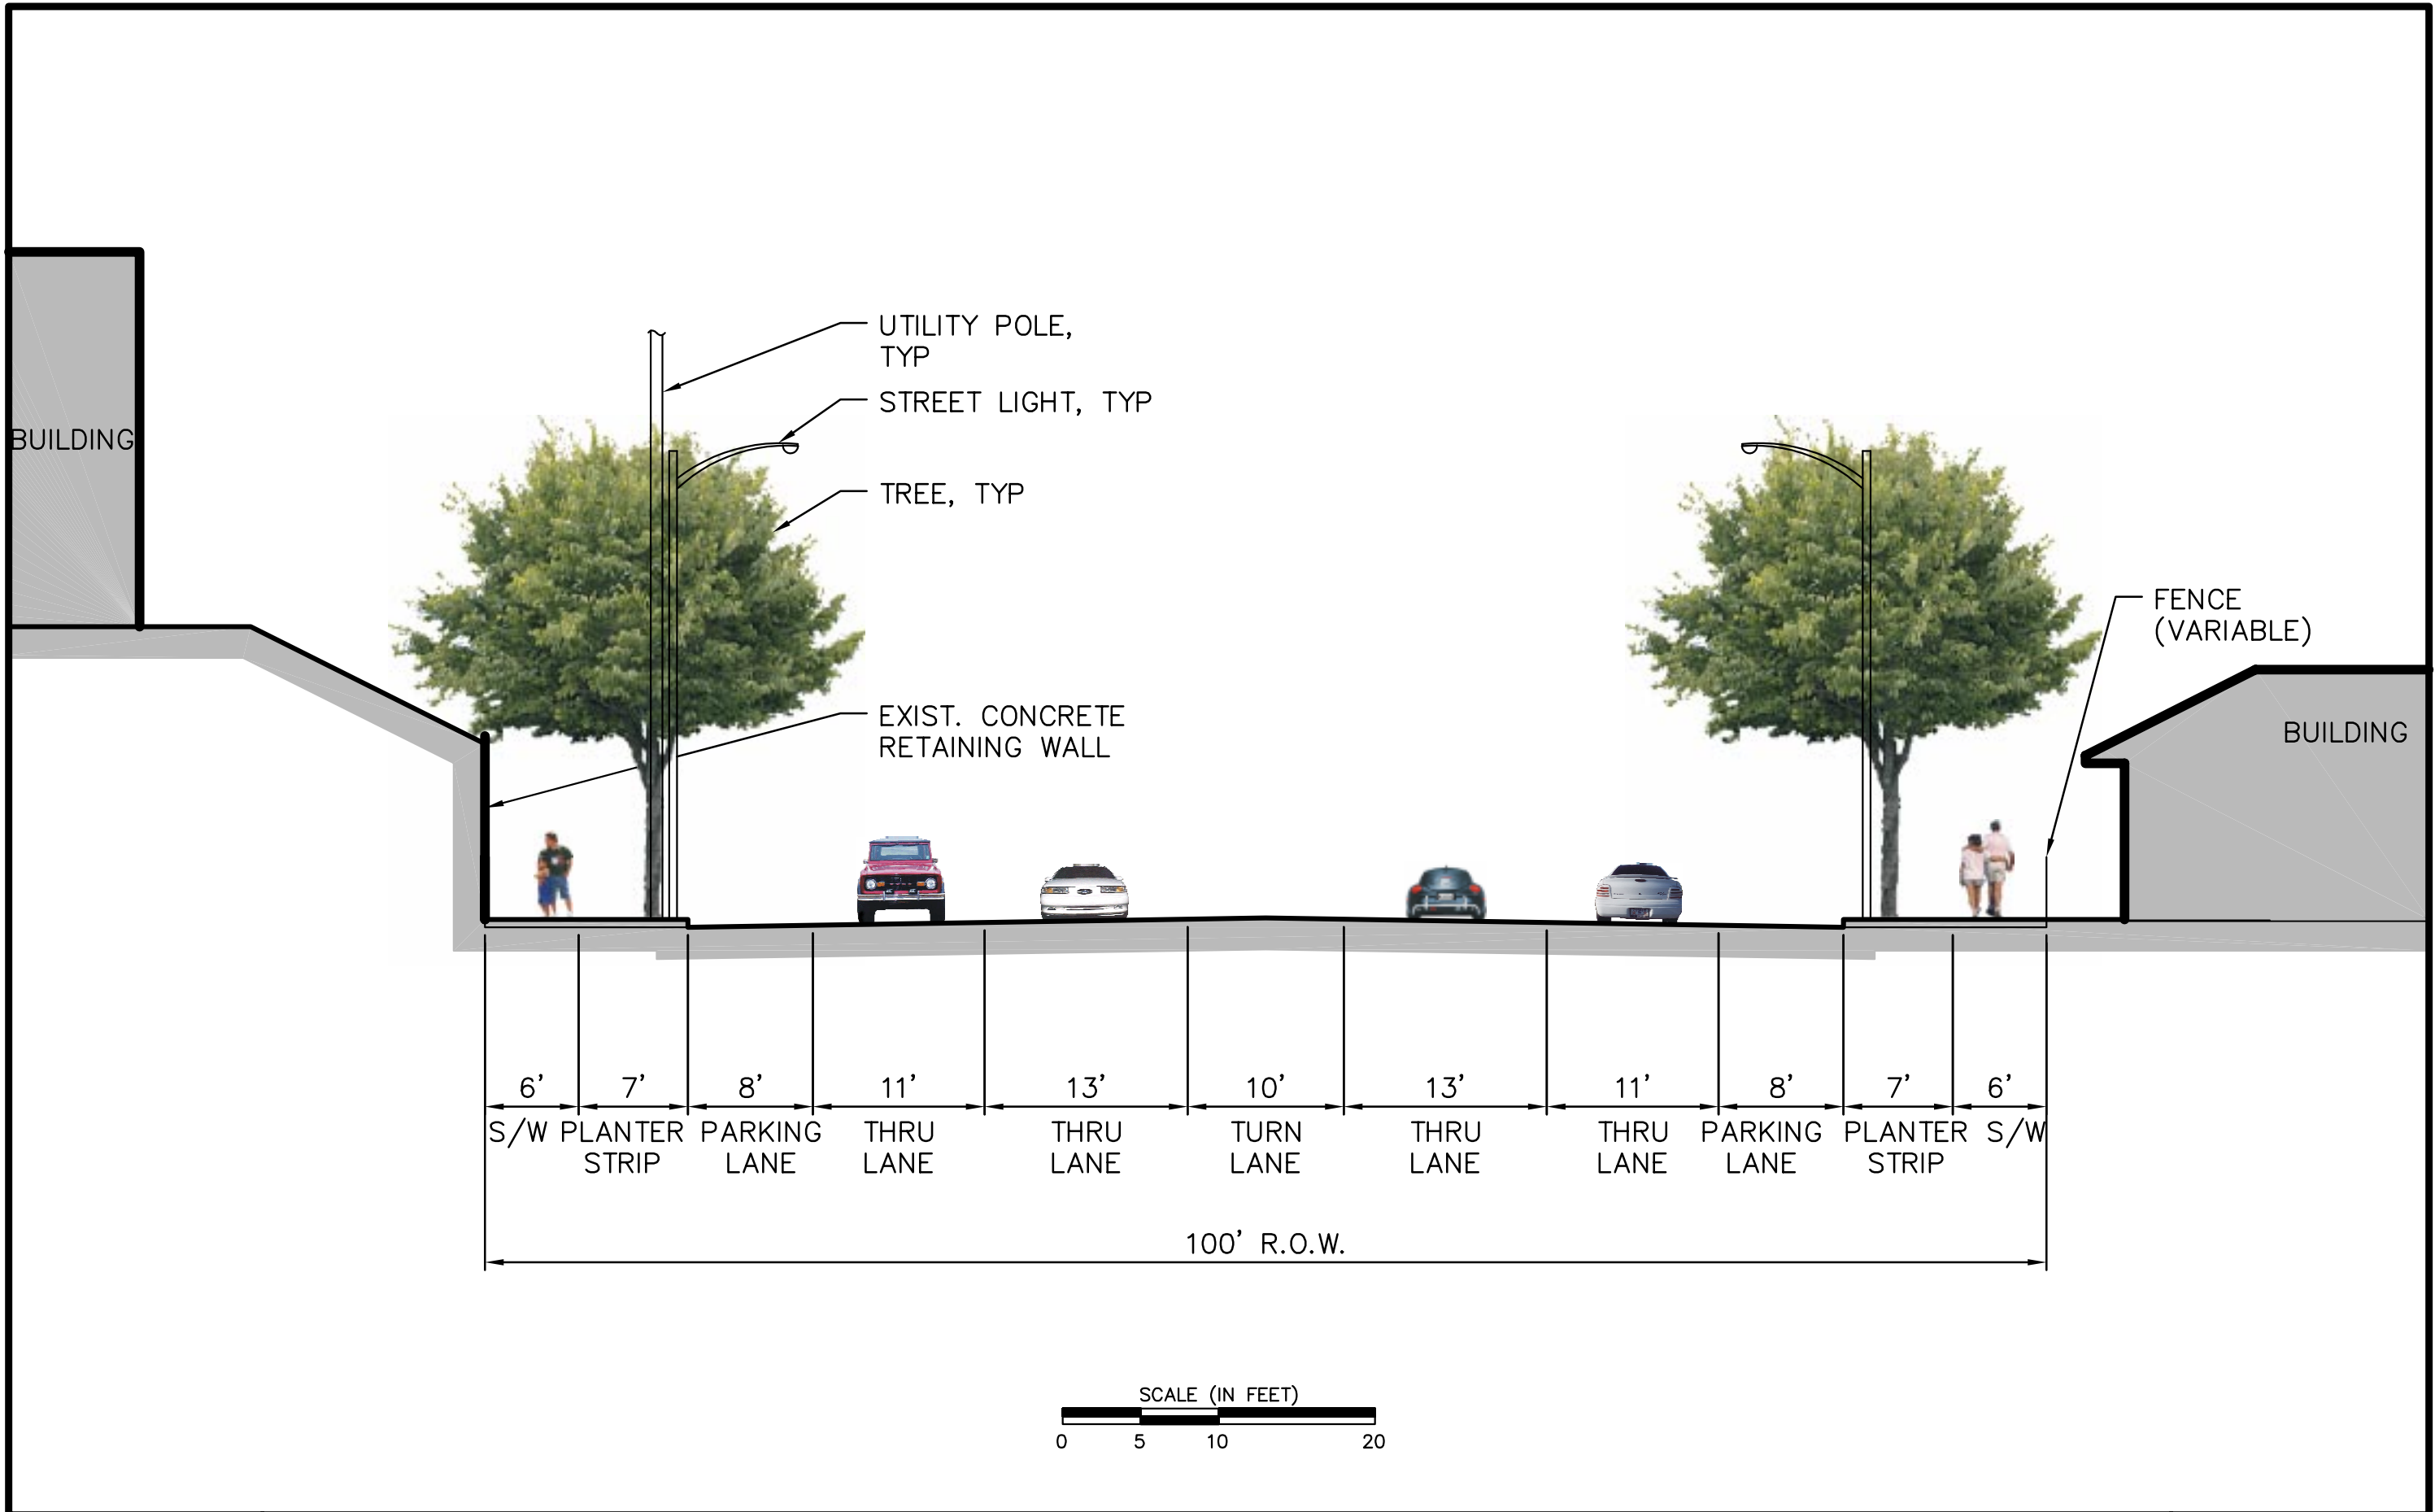 UTILITY POLE,
TYP
STREET LIGHT, TYP
BUILDING
TREE, TYP
FENCE
(VARIABLE)
EXIST. CONCRETE
RETAINING WALL
BUILDING
6' 7' 8' 11' 13' 10' 13' 11' 8' 7' 6'
S/W PLANTER PARKING THRU THRU TURN THRU THRU PARKING PLANTER S/W
STRIP LANE LANE LANE LANE LANE LANE LANE STRIP
100' R.O.W.
SCALE (IN FEET)
0 5 10 20